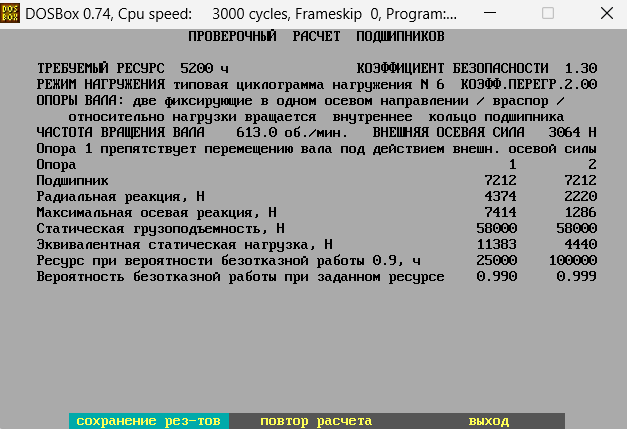 DOS BOX DOSBox 0.74, Cpu speed: 3000 cycles, Frameskip 0, Program:...
ПРОВЕРОЧНЫЙ РАСЧЕТ ПОДШИПНИКОВ
ТРЕБУЕМЫЙ РЕСУРС 5200 ч КОЭФФИЦИЕНТ БЕЗОПАСНОСТИ 1.30
РЕЖИМ НАГРУЖЕНИЯ типовая циклограмма нагружения N 6 КОЭФФ.ПЕРЕГР.2.00
ОПОРЫ ВАЛА: две фиксирующие в одном осевом направлении / враспор /
относительно нагрузки вращается внутреннее кольцо подшипника
ЧАСТОТА ВРАЩЕНИЯ ВАЛА 613.0 об./мин. ВНЕШНЯЯ ОСЕВАЯ СИЛА 3064 Н
Опора 1 препятствует перемещению вала под действием внешн. осевой силы
Опора 1 2
Подшипник 7212 7212
Радиальная реакция, Н 4374 2220
Максимальная осевая реакция, Н 7414 1286
Статическая грузоподъемность, Н 58000 58000
Эквивалентная статическая нагрузка, Н 11383 4440
Ресурс при вероятности безотказной работы 0.9, ч 25000 100000
Вероятность безотказной работы при заданном ресурсе 0.990 0.999
сохранение рез-тов повтор расчета выход